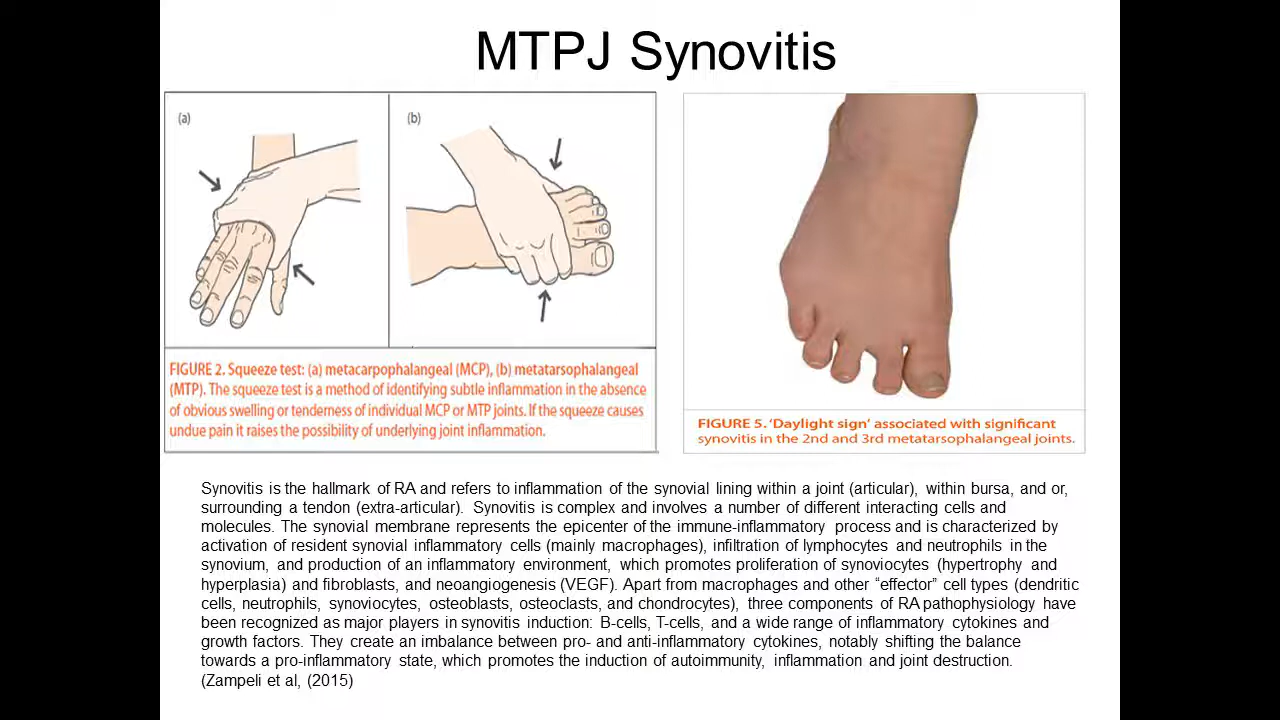 MTPJ Synovitis
(a)
(b)
FIGURE 2. Squeeze test: (a) metacarpophalangeal (MCP), (b) metatarsophalangeal
(MTP). The squeeze test is a method of identifying subtle inflammation in the absence
of obvious swelling or tenderness of individual MCP or MTP joints. If the squeeze causes
undue pain it raises the possibility of underlying joint inflammation.
FIGURE 5. ‘Daylight sign’ associated with significant
synovitis in the 2nd and 3rd metatarsophalangeal joints.
Synovitis is the hallmark of RA and refers to inflammation of the synovial lining within a joint (articular), within bursa, and or,
surrounding a tendon (extra-articular). Synovitis is complex and involves a number of different interacting cells and
molecules. The synovial membrane represents the epicenter of the immune-inflammatory process and is characterized by
activation of resident synovial inflammatory cells (mainly macrophages), infiltration of lymphocytes and neutrophils in the
synovium, and production of an inflammatory environment, which promotes proliferation of synoviocytes (hypertrophy and
hyperplasia) and fibroblasts, and neoangiogenesis (VEGF). Apart from macrophages and other “effector” cell types (dendritic
cells, neutrophils, synoviocytes, osteoblasts, osteoclasts, and chondrocytes), three components of RA pathophysiology have
been recognized as major players in synovitis induction: B-cells, T-cells, and a wide range of inflammatory cytokines and
growth factors. They create an imbalance between pro- and anti-inflammatory cytokines, notably shifting the balance
towards a pro-inflammatory state, which promotes the induction of autoimmunity, inflammation and joint destruction.
(Zampeli et al, (2015)